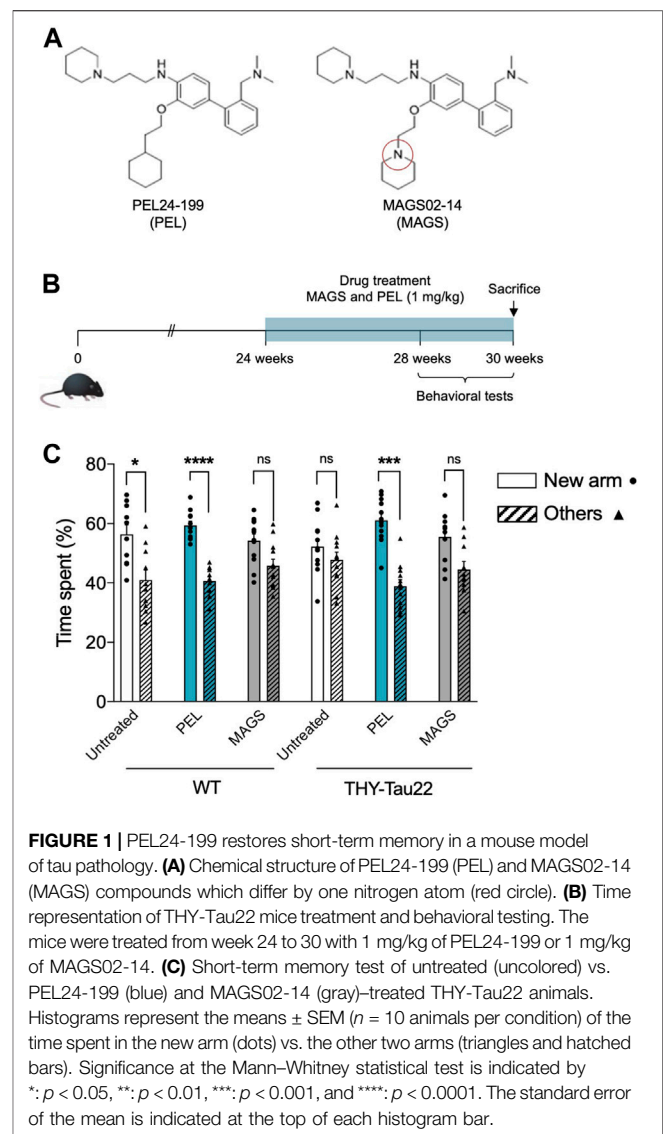 A
H
N
N
N
O
PEL24-199
(PEL)
H
N
N
N
O
N
MAGS02-14
(MAGS)
B
Drug treatment
MAGS and PEL (1 mg/kg)
Sacrifice
0
//
24 weeks
28 weeks
30 weeks
Behavioral tests
C
Time spent (%)
80
60
40
20
0
*
****
ns
ns
***
ns
New arm
Others
Untreated
PEL
MAGS
Untreated
PEL
MAGS
WT
THY-Tau22
FIGURE 1 | PEL24-199 restores short-term memory in a mouse model
of tau pathology. (A) Chemical structure of PEL24-199 (PEL) and MAGS02-14
(MAGS) compounds which differ by one nitrogen atom (red circle). (B) Time
representation of THY-Tau22 mice treatment and behavioral testing. The
mice were treated from week 24 to 30 with 1 mg/kg of PEL24-199 or 1 mg/kg
of MAGS02-14. (C) Short-term memory test of untreated (uncolored) vs.
PEL24-199 (blue) and MAGS02-14 (gray)–treated THY-Tau22 animals.
Histograms represent the means ± SEM (n = 10 animals per condition) of the
time spent in the new arm (dots) vs. the other two arms (triangles and hatched
bars). Significance at the Mann–Whitney statistical test is indicated by
*: p < 0.05, **: p < 0.01, ***: p < 0.001, and ****: p < 0.0001. The standard error
of the mean is indicated at the top of each histogram bar.